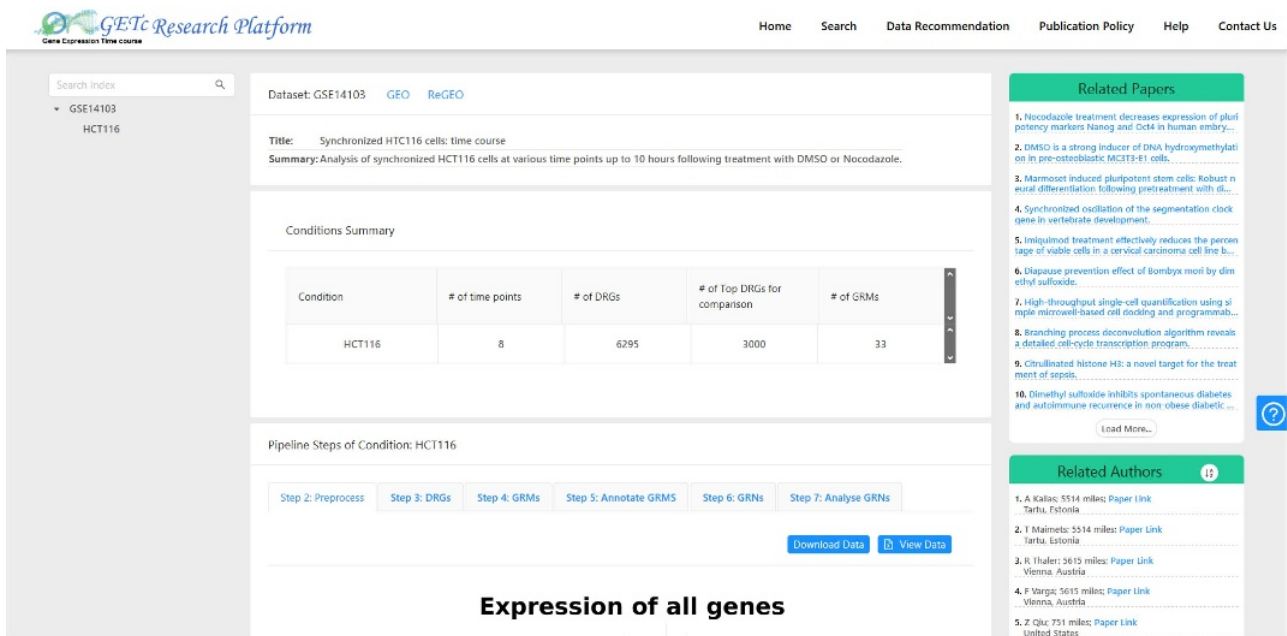 GETc Research Platform
Gene Expression Time course
Home Search Data Recommendation Publication Policy Help Contact Us
Search Index
GSE14103
HCT116
Dataset: GSE14103 GEO ReGEO
Title: Synchronized HTC116 cells: time course
Summary: Analysis of synchronized HCT116 cells at various time points up to 10 hours following treatment with DMSO or Nocodazole.
Conditions Summary
Condition # of time points # of DRGs # of Top DRGs for comparison # of GRMs
HCT116 8 6295 3000 33
Pipeline Steps of Condition: HCT116
Step 2: Preprocess Step 3: DRGs Step 4: GRMs Step 5: Annotate GRMS Step 6: GRNs Step 7: Analyse GRNs
Download Data View Data
Expression of all genes
Related Papers
1. Nocodazole treatment decreases expression of pluri
potency markers Nanog and Oct4 in human embry...
2. DMSO is a strong inducer of DNA hydroxymethylati
on in pre-osteoblastic MC3T3-E1 cells.
3. Marmoset induced pluripotent stem cells: Robust n
eural differentiation following pretreatment with di...
4. Synchronized oscillation of the segmentation clock
gene in vertebrate development.
5. Imiquimod treatment effectively reduces the percen
tage of viable cells in a cervical carcinoma cell line b...
6. Diapause prevention effect of Bombyx mori by dim
ethyl sulfoxide.
7. High-throughput single-cell quantification using si
mple microwell-based cell docking and programmab...
8. Branching process deconvolution algorithm reveals
a detailed cell-cycle transcription program.
9. Citrullinated histone H3: a novel target for the treat
ment of sepsis.
10. Dimethyl sulfoxide inhibits spontaneous diabetes
and autoimmune recurrence in non-obese diabetic ...
Load More...
?
Related Authors
1. A Kallas; 5514 miles; Paper Link
Tartu, Estonia
2. T Maimets; 5514 miles; Paper Link
Tartu, Estonia
3. R Thaler; 5615 miles; Paper Link
Vienna, Austria
4. F Varga; 5615 miles; Paper Link
Vienna, Austria
5. Z Qiu; 751 miles; Paper Link
United States